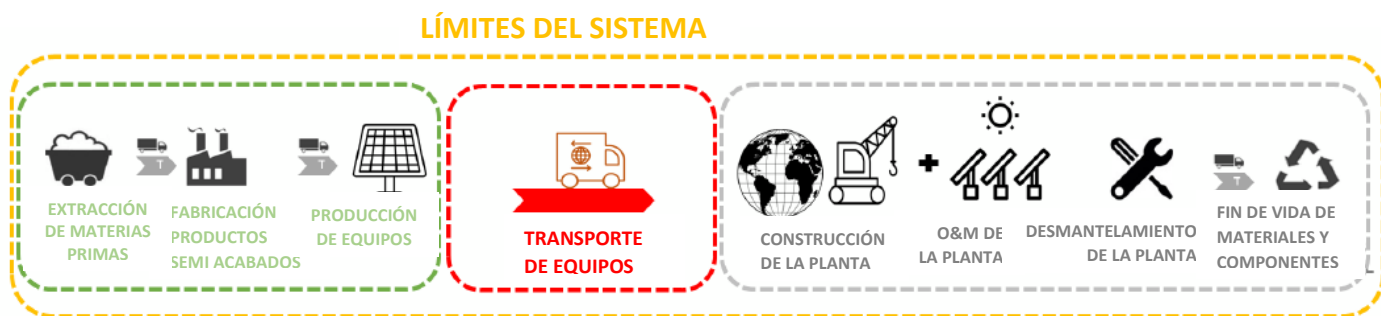 LÍMITES DEL SISTEMA
T
T
EXTRACCIÓN
DE MATERIAS
PRIMAS
FABRICACIÓN
PRODUCTOS
SEMI ACABADOS
PRODUCCIÓN
DE EQUIPOS
TRANSPORTE
DE EQUIPOS
CONSTRUCCIÓN
DE LA PLANTA
O&M DE
LA PLANTA
DESMANTELAMIENTO
DE LA PLANTA
T
FIN DE VIDA DE
MATERIALES Y
COMPONENTES